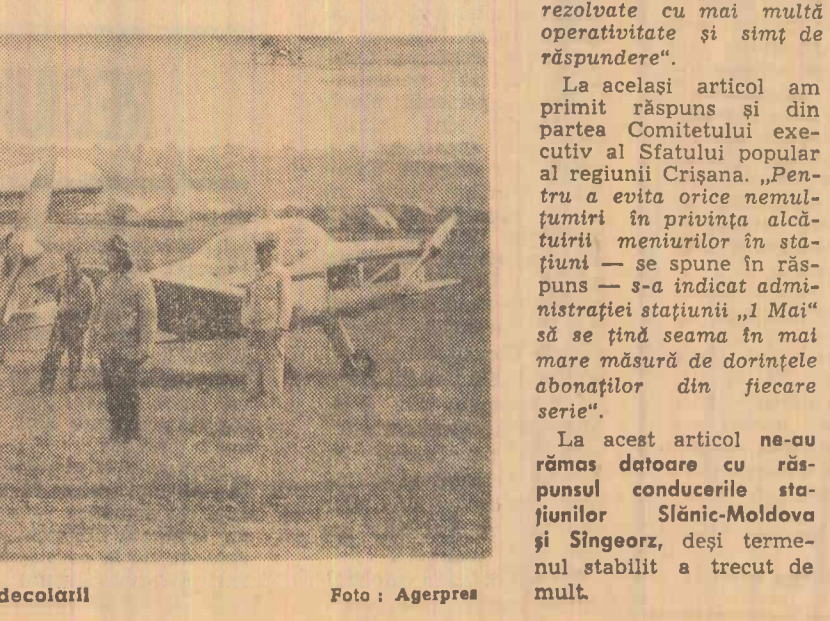 rezolvate cu mai multă
operativitate și simț de
răspundere“.
La același articol am
primit răspuns și din
partea Comitetului exe-
cutiv al Sfatului popular
al regiunii Crișana. „Pen-
tru a evita orice nemul-
țumiri în privința alcă-
tuirii meniurilor în sta-
țiuni — se spune în răs-
puns — s-a indicat admi-
nistrației stațiunii „1 Mai“
să se țină seama în mai
mare măsură de dorințele
abonaților din fiecare
serie“.
La acest articol ne-au
rămas datoare cu răs-
punsul conducerile sta-
țiunilor Slănic-Moldova
și Sîngeorz, deși terme-
nul stabilit a trecut de
mult.
decolării
Foto : Agerpres